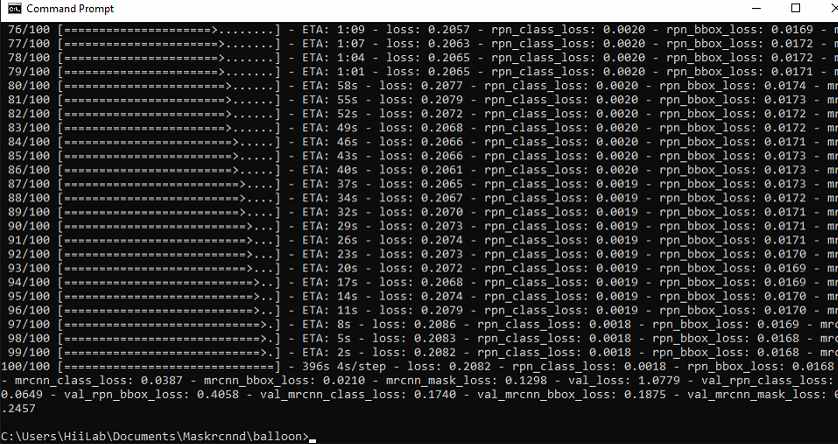 Command Prompt
76/100 [=====================>........] - ETA: 1:09 - loss: 0.2057 - rpn_class_loss: 0.0020 - rpn_bbox_loss: 0.0169 - m
77/100 [======================>.......] - ETA: 1:07 - loss: 0.2063 - rpn_class_loss: 0.0020 - rpn_bbox_loss: 0.0172 - m
78/100 [======================>.......] - ETA: 1:04 - loss: 0.2065 - rpn_class_loss: 0.0020 - rpn_bbox_loss: 0.0172 - m
79/100 [======================>.......] - ETA: 1:01 - loss: 0.2065 - rpn_class_loss: 0.0020 - rpn_bbox_loss: 0.0171 - m
80/100 [=======================>......] - ETA: 58s - loss: 0.2077 - rpn_class_loss: 0.0020 - rpn_bbox_loss: 0.0174 - mr
81/100 [=======================>......] - ETA: 55s - loss: 0.2079 - rpn_class_loss: 0.0020 - rpn_bbox_loss: 0.0173 - mr
82/100 [=======================>......] - ETA: 52s - loss: 0.2072 - rpn_class_loss: 0.0020 - rpn_bbox_loss: 0.0172 - mr
83/100 [=======================>......] - ETA: 49s - loss: 0.2068 - rpn_class_loss: 0.0020 - rpn_bbox_loss: 0.0172 - mr
84/100 [========================>.....] - ETA: 46s - loss: 0.2066 - rpn_class_loss: 0.0020 - rpn_bbox_loss: 0.0171 - mr
85/100 [========================>.....] - ETA: 43s - loss: 0.2066 - rpn_class_loss: 0.0020 - rpn_bbox_loss: 0.0173 - mr
86/100 [========================>.....] - ETA: 40s - loss: 0.2061 - rpn_class_loss: 0.0020 - rpn_bbox_loss: 0.0172 - mr
87/100 [=========================>....] - ETA: 37s - loss: 0.2065 - rpn_class_loss: 0.0019 - rpn_bbox_loss: 0.0173 - mr
88/100 [=========================>....] - ETA: 34s - loss: 0.2067 - rpn_class_loss: 0.0019 - rpn_bbox_loss: 0.0172 - mr
89/100 [=========================>....] - ETA: 32s - loss: 0.2070 - rpn_class_loss: 0.0019 - rpn_bbox_loss: 0.0171 - mr
90/100 [==========================>...] - ETA: 29s - loss: 0.2073 - rpn_class_loss: 0.0019 - rpn_bbox_loss: 0.0171 - mr
91/100 [==========================>...] - ETA: 26s - loss: 0.2074 - rpn_class_loss: 0.0019 - rpn_bbox_loss: 0.0171 - mr
92/100 [==========================>...] - ETA: 23s - loss: 0.2073 - rpn_class_loss: 0.0019 - rpn_bbox_loss: 0.0170 - mr
93/100 [==========================>...] - ETA: 20s - loss: 0.2072 - rpn_class_loss: 0.0019 - rpn_bbox_loss: 0.0169 - mr
94/100 [===========================>..] - ETA: 17s - loss: 0.2068 - rpn_class_loss: 0.0019 - rpn_bbox_loss: 0.0169 - mr
95/100 [===========================>..] - ETA: 14s - loss: 0.2074 - rpn_class_loss: 0.0019 - rpn_bbox_loss: 0.0170 - mr
96/100 [===========================>..] - ETA: 11s - loss: 0.2079 - rpn_class_loss: 0.0019 - rpn_bbox_loss: 0.0170 - mr
97/100 [============================>.] - ETA: 8s - loss: 0.2086 - rpn_class_loss: 0.0018 - rpn_bbox_loss: 0.0169 - mrc
98/100 [============================>.] - ETA: 5s - loss: 0.2083 - rpn_class_loss: 0.0018 - rpn_bbox_loss: 0.0168 - mrc
99/100 [============================>.] - ETA: 2s - loss: 0.2082 - rpn_class_loss: 0.0018 - rpn_bbox_loss: 0.0168 - mrc
100/100 [==============================] - 396s 4s/step - loss: 0.2082 - rpn_class_loss: 0.0018 - rpn_bbox_loss: 0.0168
- mrcnn_class_loss: 0.0387 - mrcnn_bbox_loss: 0.0210 - mrcnn_mask_loss: 0.1298 - val_loss: 1.0779 - val_rpn_class_loss:
0.0649 - val_rpn_bbox_loss: 0.4058 - val_mrcnn_class_loss: 0.1740 - val_mrcnn_bbox_loss: 0.1875 - val_mrcnn_mask_loss: 0
.2457
C:\Users\HiiLab\Documents\Maskrcnnd\balloon>